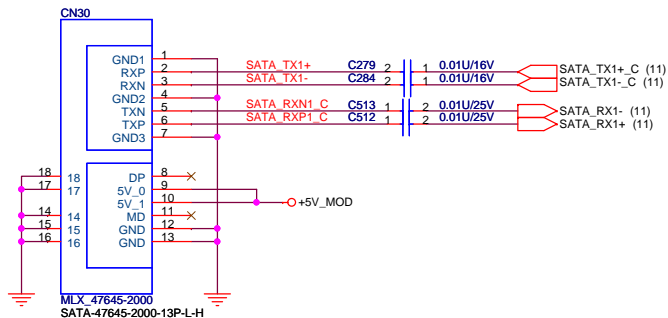 CN30
GND1 1
RXP 2 SATA_TX1+ C279 2 1 0.01U/16V SATA_TX1+_C (11)
RXN 3 SATA_TX1- C284 2 1 0.01U/16V SATA_TX1-_C (11)
GND2 4
TXN 5 SATA_RXN1_C C513 1 2 0.01U/25V SATA_RX1- (11)
TXP 6 SATA_RXP1_C C512 1 2 0.01U/25V SATA_RX1+ (11)
GND3 7
18 18 DP 8
17 17 5V_0 9
5V_1 10 +5V_MOD
14 14 MD 11
15 15 GND 12
16 16 GND 13
MLX_47645-2000
SATA-47645-2000-13P-L-H